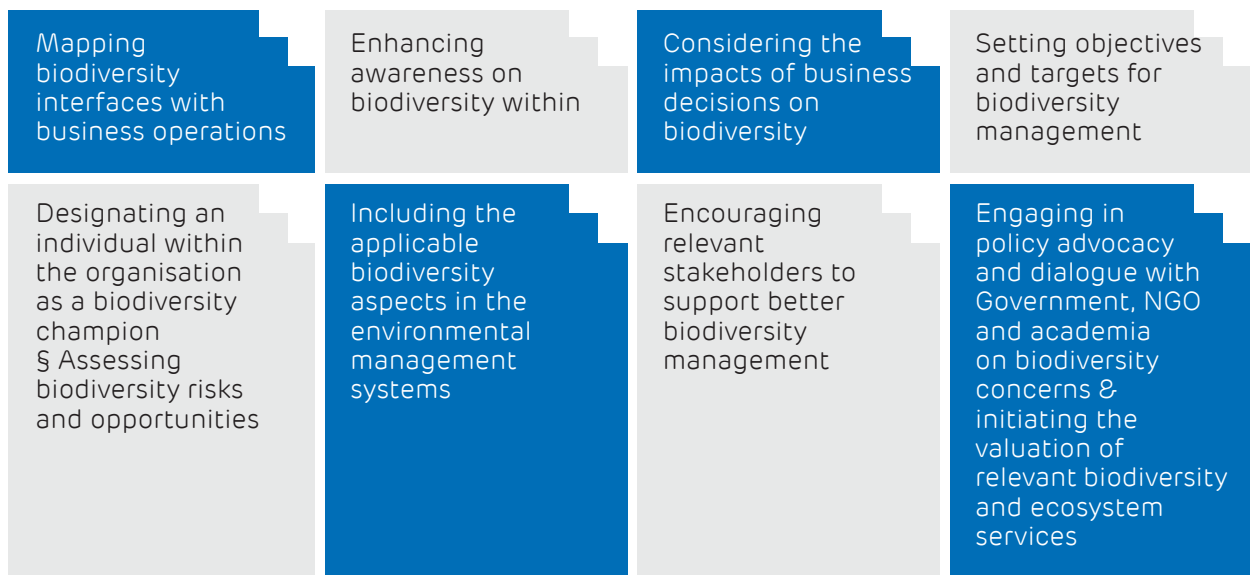 Mapping
biodiversity
interfaces with
business operations
Enhancing
awareness on
biodiversity within
Considering the
impacts of business
decisions on
biodiversity
Setting objectives
and targets for
biodiversity
management
Designating an
individual within
the organisation
as a biodiversity
champion
§ Assessing
biodiversity risks
and opportunities
Including the
applicable
biodiversity
aspects in the
environmental
management
systems
Encouraging
relevant
stakeholders to
support better
biodiversity
management
Engaging in
policy advocacy
and dialogue with
Government, NGO
and academia
on biodiversity
concerns &
initiating the
valuation of
relevant biodiversity
and ecosystem
services